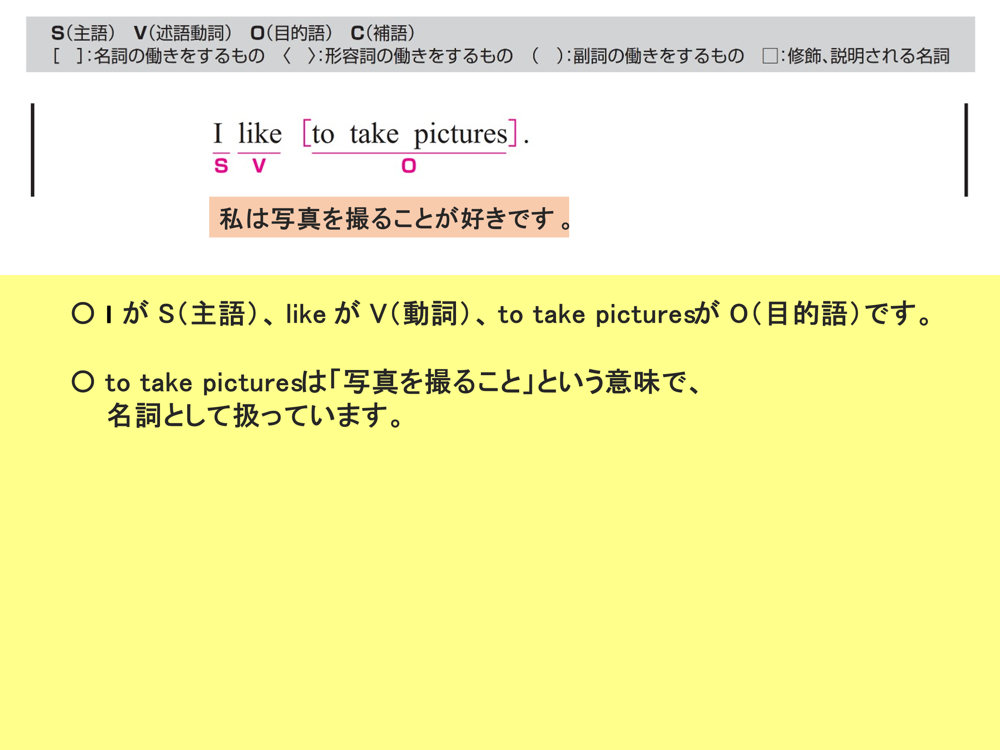 S(主語) V(述語動詞) O(目的語) C(補語)
[ ]:名詞の働きをするもの 〈 〉:形容詞の働きをするもの ( ):副詞の働きをするもの □:修飾、説明される名詞
I like [to take pictures].
S V O
私は写真を撮ることが好きです。
〇 I が S(主語)、like が V(動詞)、to take picturesが O(目的語)です。
〇 to take picturesは「写真を撮ること」という意味で、
名詞として扱っています。